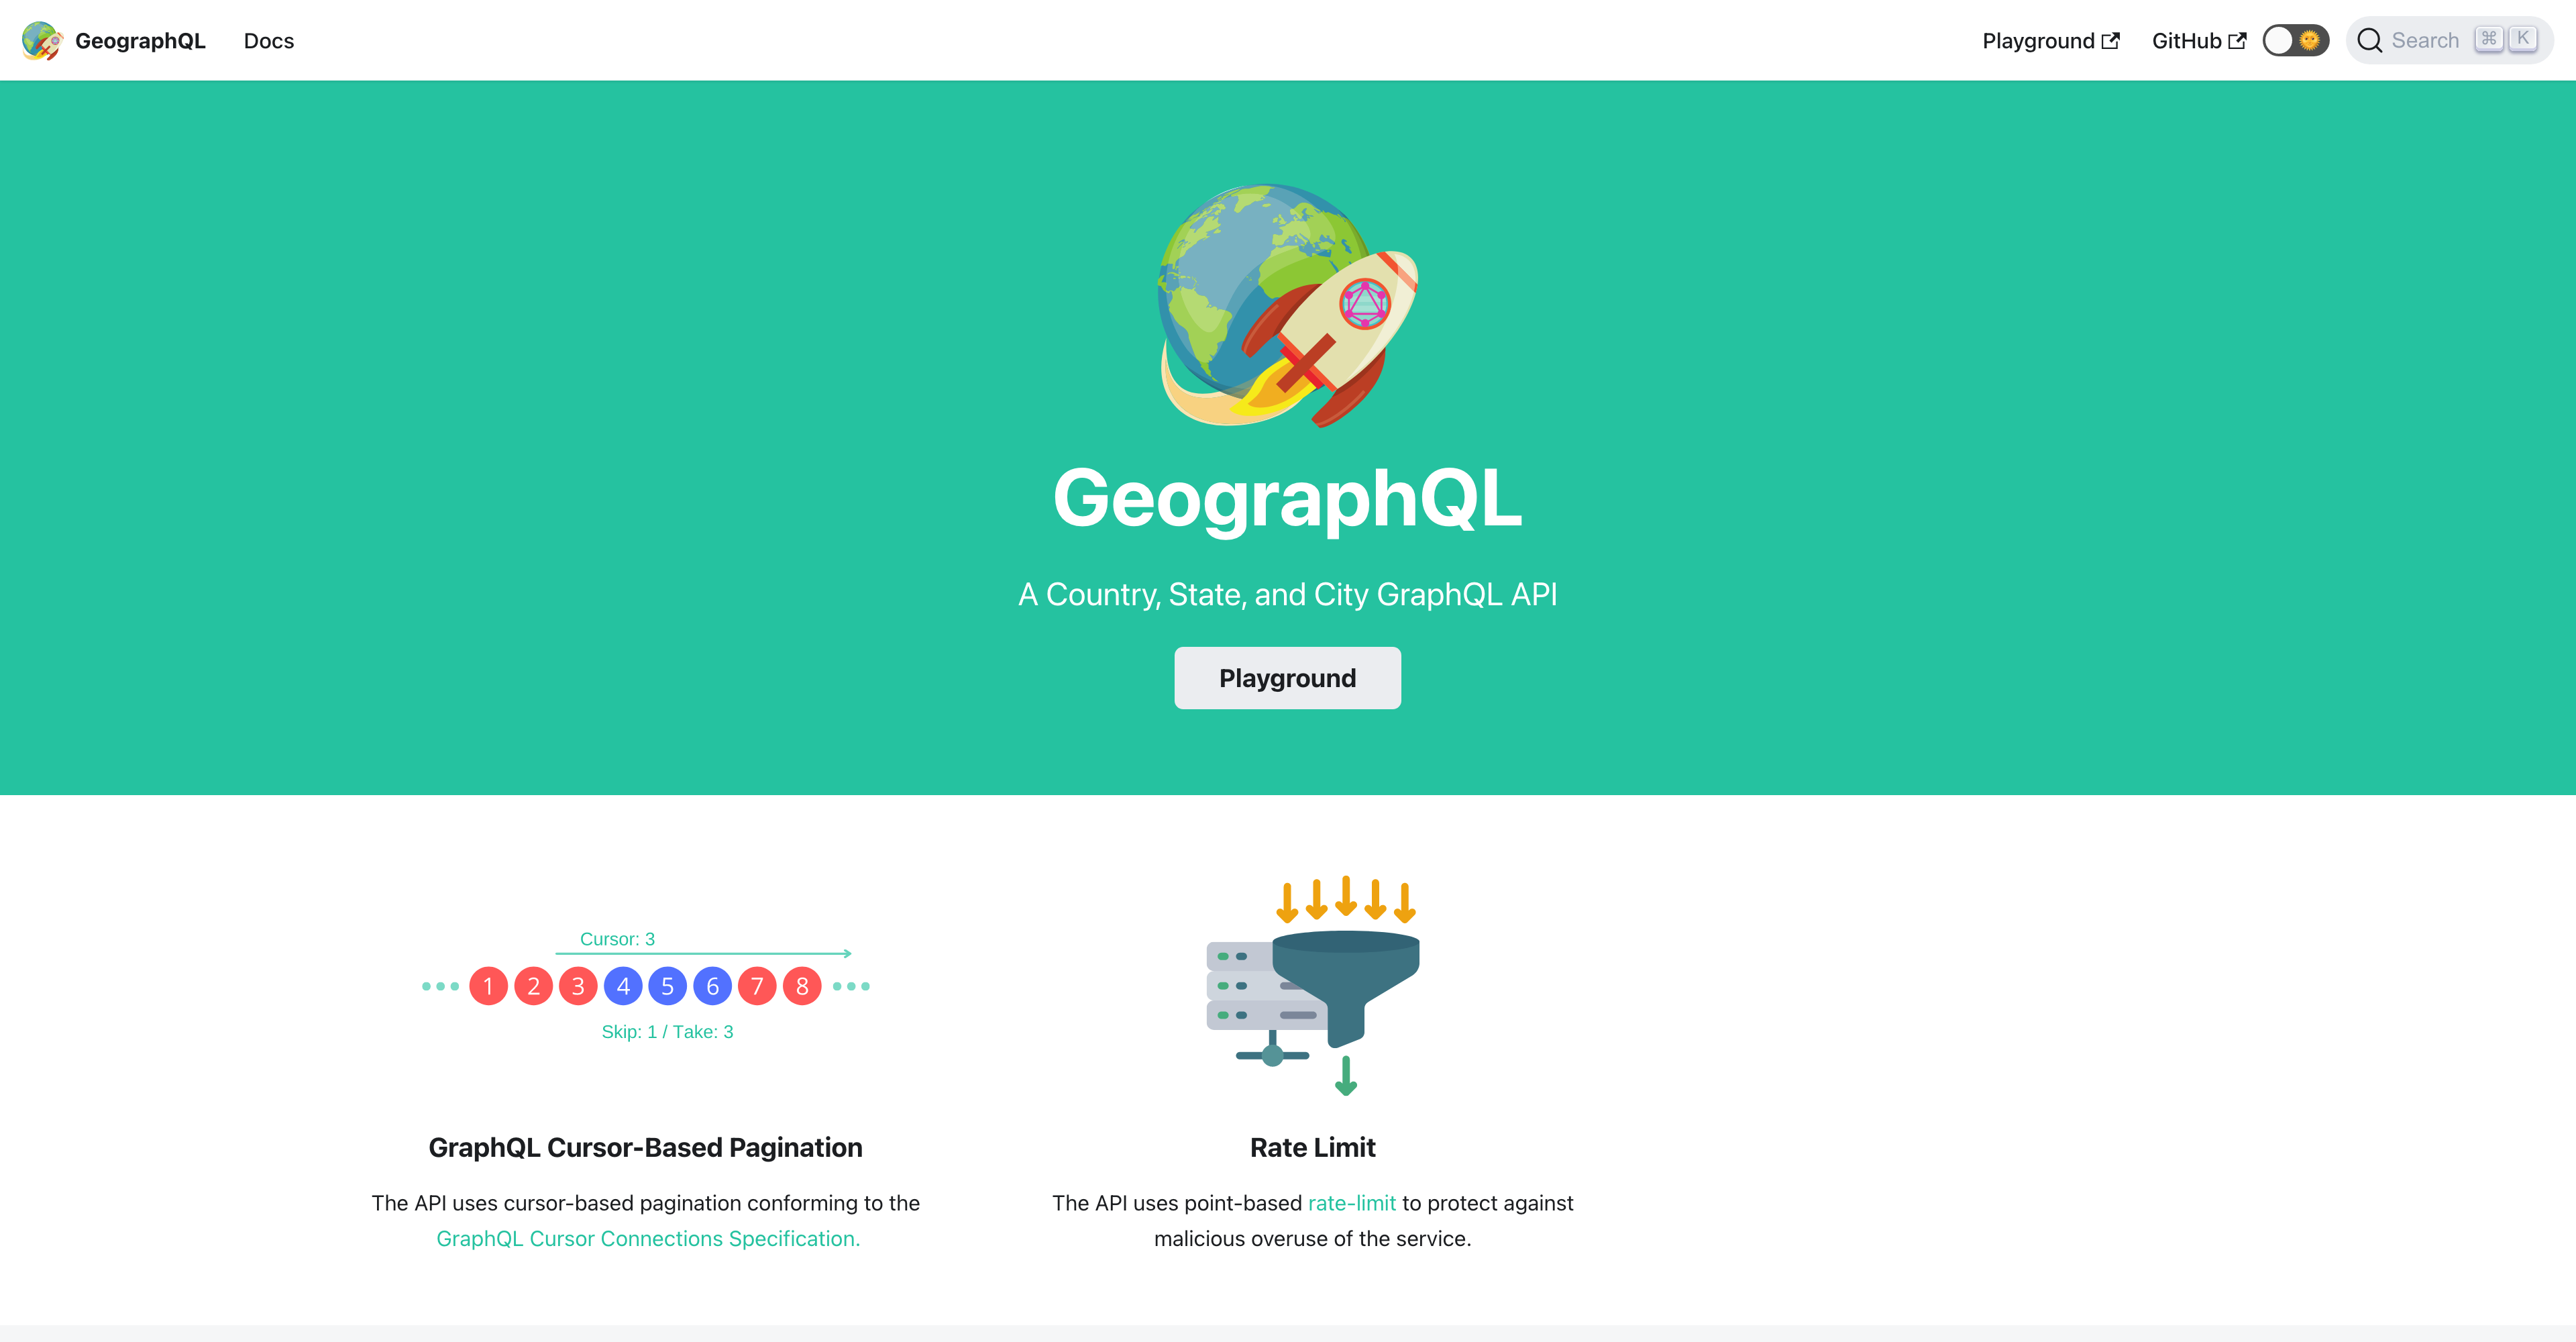 GeographQL Docs Playground GitHub Search ⌘ K
GeographQL
A Country, State, and City GraphQL API
Playground
Cursor: 3
1 2 3 4 5 6 7 8
Skip: 1 / Take: 3
GraphQL Cursor-Based Pagination
The API uses cursor-based pagination conforming to the
GraphQL Cursor Connections Specification.
Rate Limit
The API uses point-based rate-limit to protect against
malicious overuse of the service.